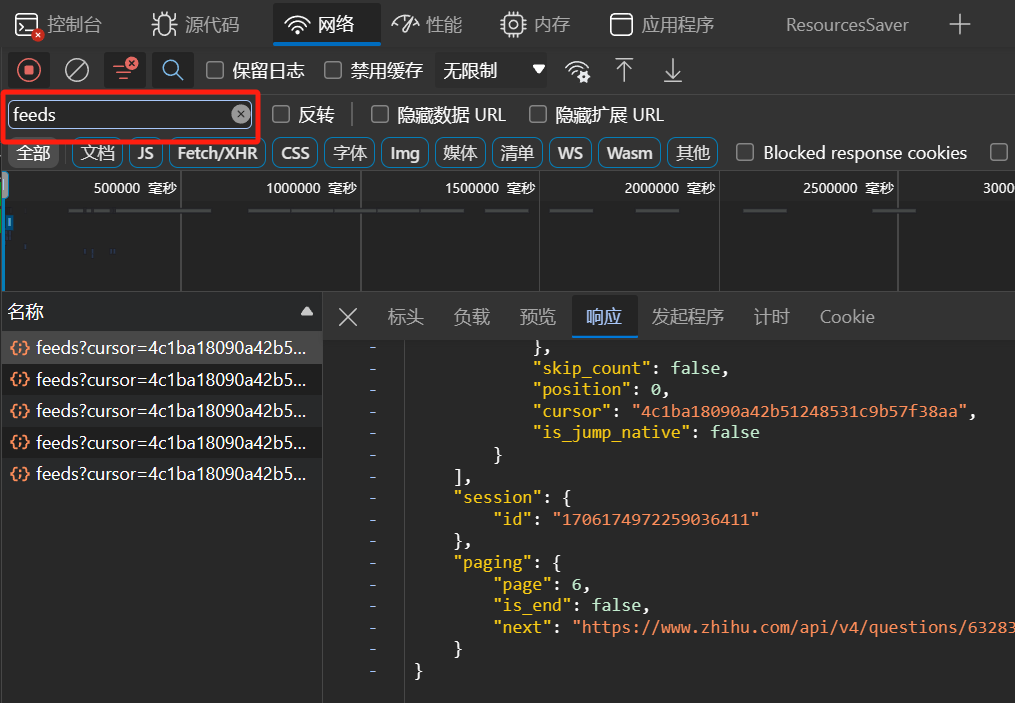 控制台 源代码 网络 性能 内存 应用程序 ResourcesSaver
保留日志 禁用缓存 无限制
feeds 反转 隐藏数据 URL 隐藏扩展 URL
全部 文档 JS Fetch/XHR CSS 字体 Img 媒体 清单 WS Wasm 其他 Blocked response cookies
500000 毫秒 1000000 毫秒 1500000 毫秒 2000000 毫秒 2500000 毫秒 3000
名称 标头 负载 预览 响应 发起程序 计时 Cookie
feeds?cursor=4c1ba18090a42b5...
feeds?cursor=4c1ba18090a42b5...
feeds?cursor=4c1ba18090a42b5...
feeds?cursor=4c1ba18090a42b5...
feeds?cursor=4c1ba18090a42b5...
- },
- "skip_count": false,
- "position": 0,
- "cursor": "4c1ba18090a42b51248531c9b57f38aa",
- "is_jump_native": false
- }
- ],
- "session": {
- "id": "1706174972259036411"
- },
- "paging": {
- "page": 6,
- "is_end": false,
- "next": "https://www.zhihu.com/api/v4/questions/63283
- }
- }